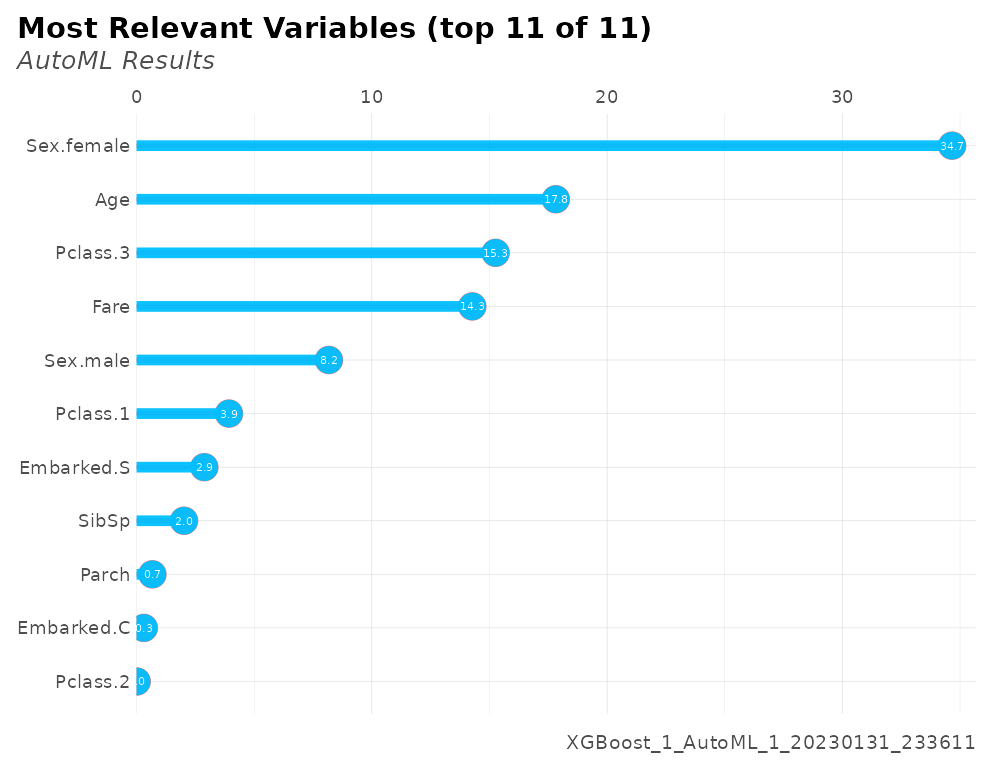 Most Relevant Variables (top 11 of 11)
AutoML Results
0 10 20 30
Sex.female 34.7
Age 17.8
Pclass.3 15.3
Fare 14.3
Sex.male 8.2
Pclass.1 3.9
Embarked.S 2.9
SibSp 2.0
Parch 0.7
Embarked.C 0.3
Pclass.2
XGBoost_1_AutoML_1_20230131_233611